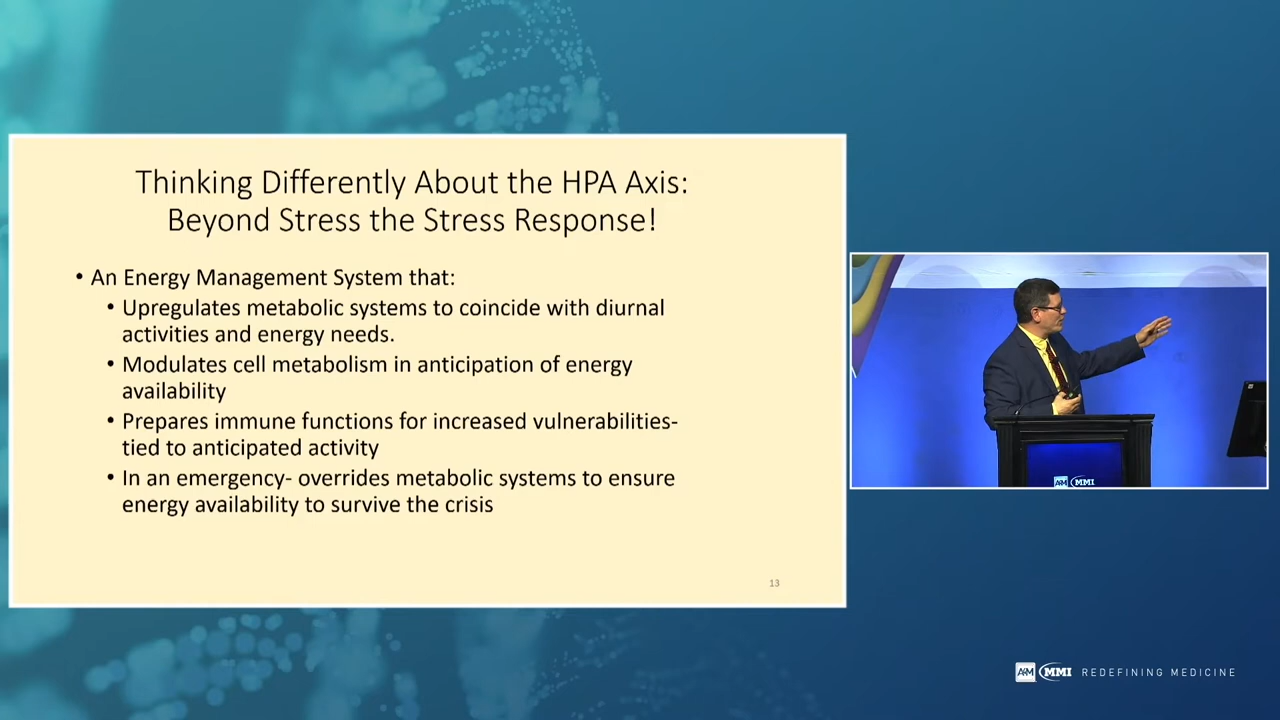 Thinking Differently About the HPA Axis:
Beyond Stress the Stress Response!
• An Energy Management System that:
• Upregulates metabolic systems to coincide with diurnal
activities and energy needs.
• Modulates cell metabolism in anticipation of energy
availability
• Prepares immune functions for increased vulnerabilities-
tied to anticipated activity
• In an emergency- overrides metabolic systems to ensure
energy availability to survive the crisis
13
A4M MMI
A4M MMI REDEFINING MEDICINE